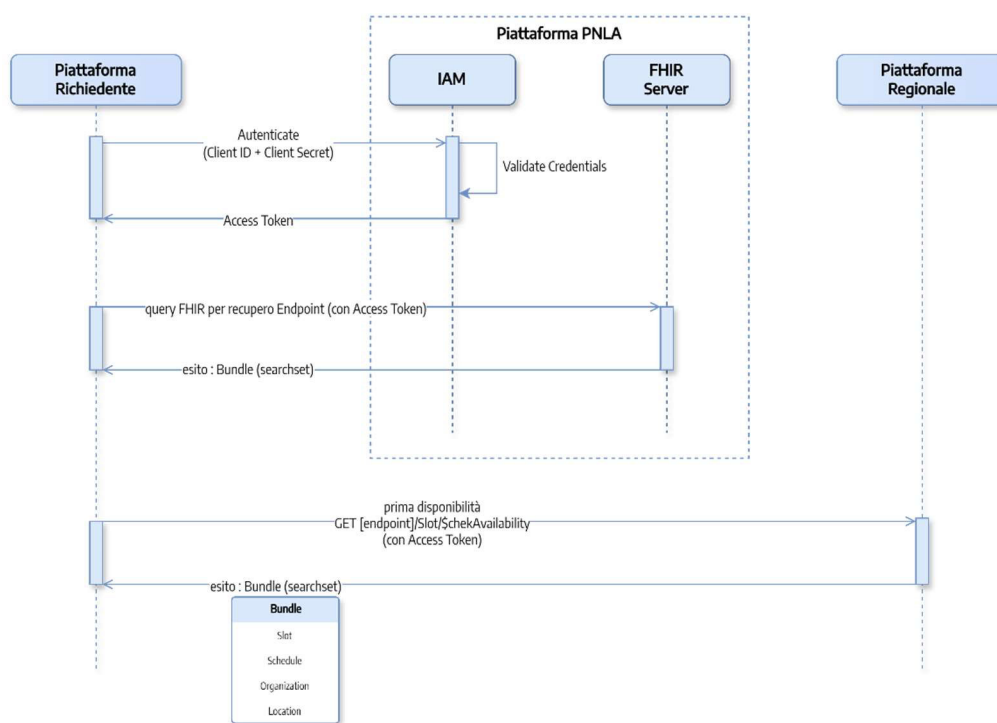 Piattaforma PNLA
Piattaforma
Richiedente
IAM
FHIR
Server
Piattaforma
Regionale
Autenticate
(Client ID + Client Secret)
Validate Credentials
Access Token
query FHIR per recupero Endpoint (con Access Token)
esito : Bundle (searchset)
prima disponibilità
GET [endpoint]/Slot/$chekAvailability
(con Access Token)
esito : Bundle (searchset)
Bundle
Slot
Schedule
Organization
Location